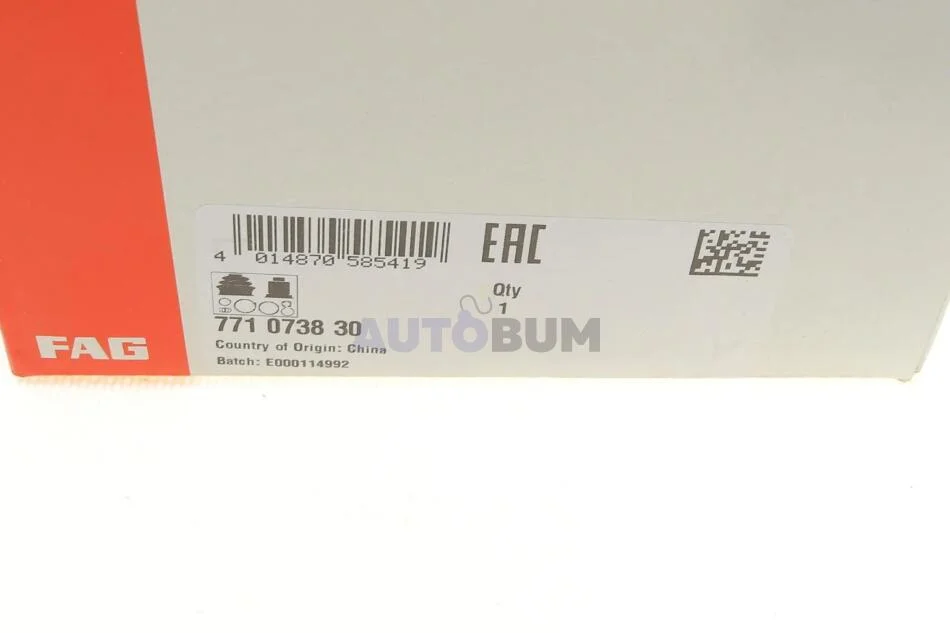 4 014870 585419
EAC
Qty
1
771 0738 30
AUTOBUM
Country of Origin: China
Batch: E000114992
FAG